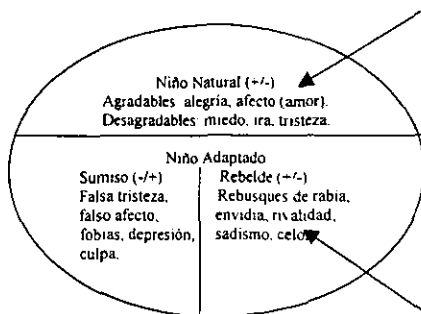 Niño Natural (+/-)
Agradables: alegría, afecto (amor).
Desagradables: miedo, ira, tristeza.
Niño Adaptado
Sumiso (-/+)
Falsa tristeza,
falso afecto,
fobias, depresión,
culpa.
Rebelde (+/-)
Rebusques de rabia,
envidia, rivalidad,
sadismo, celos